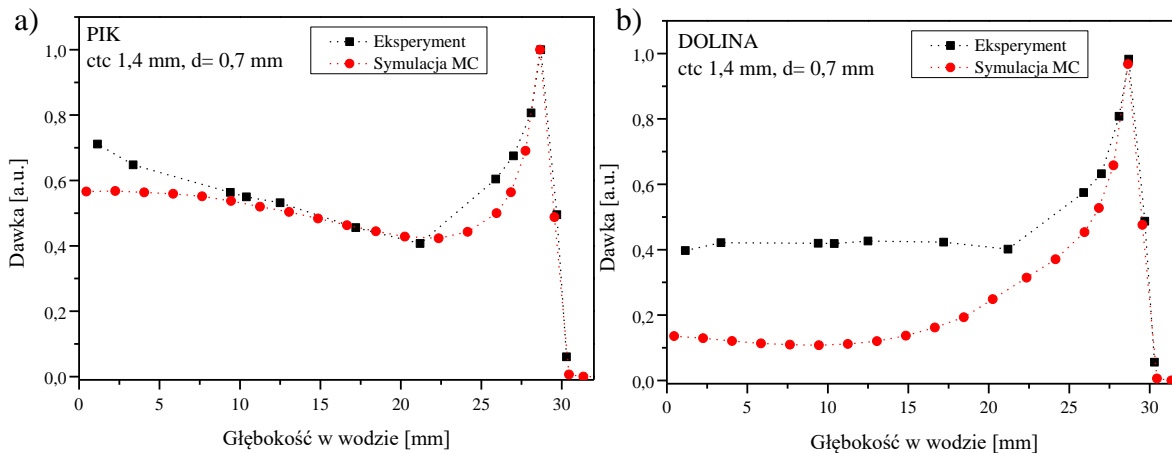 a)
PIK
ctc 1,4 mm, d= 0,7 mm
Eksperyment
Symulacja MC
Dawka [a.u.]
1,0
0,8
0,6
0,4
0,2
0,0
0 5 10 15 20 25 30
Głębokość w wodzie [mm]
b)
DOLINA
ctc 1,4 mm, d= 0,7 mm
Eksperyment
Symulacja MC
Dawka [a.u.]
1,0
0,8
0,6
0,4
0,2
0,0
0 5 10 15 20 25 30
Głębokość w wodzie [mm]